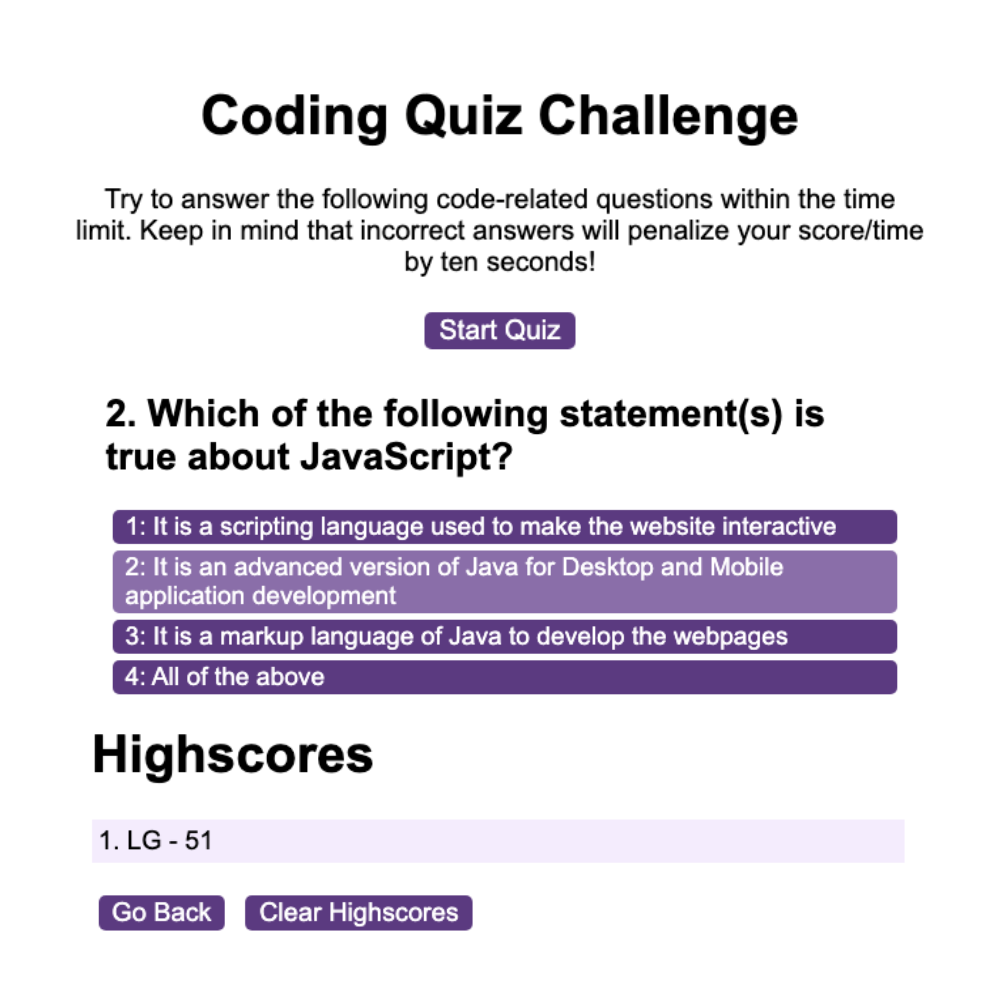 Coding Quiz Challenge
Try to answer the following code-related questions within the time
limit. Keep in mind that incorrect answers will penalize your score/time
by ten seconds!
Start Quiz
2. Which of the following statement(s) is
true about JavaScript?
1: It is a scripting language used to make the website interactive
2: It is an advanced version of Java for Desktop and Mobile
application development
3: It is a markup language of Java to develop the webpages
4: All of the above
Highscores
1. LG - 51
Go Back
Clear Highscores